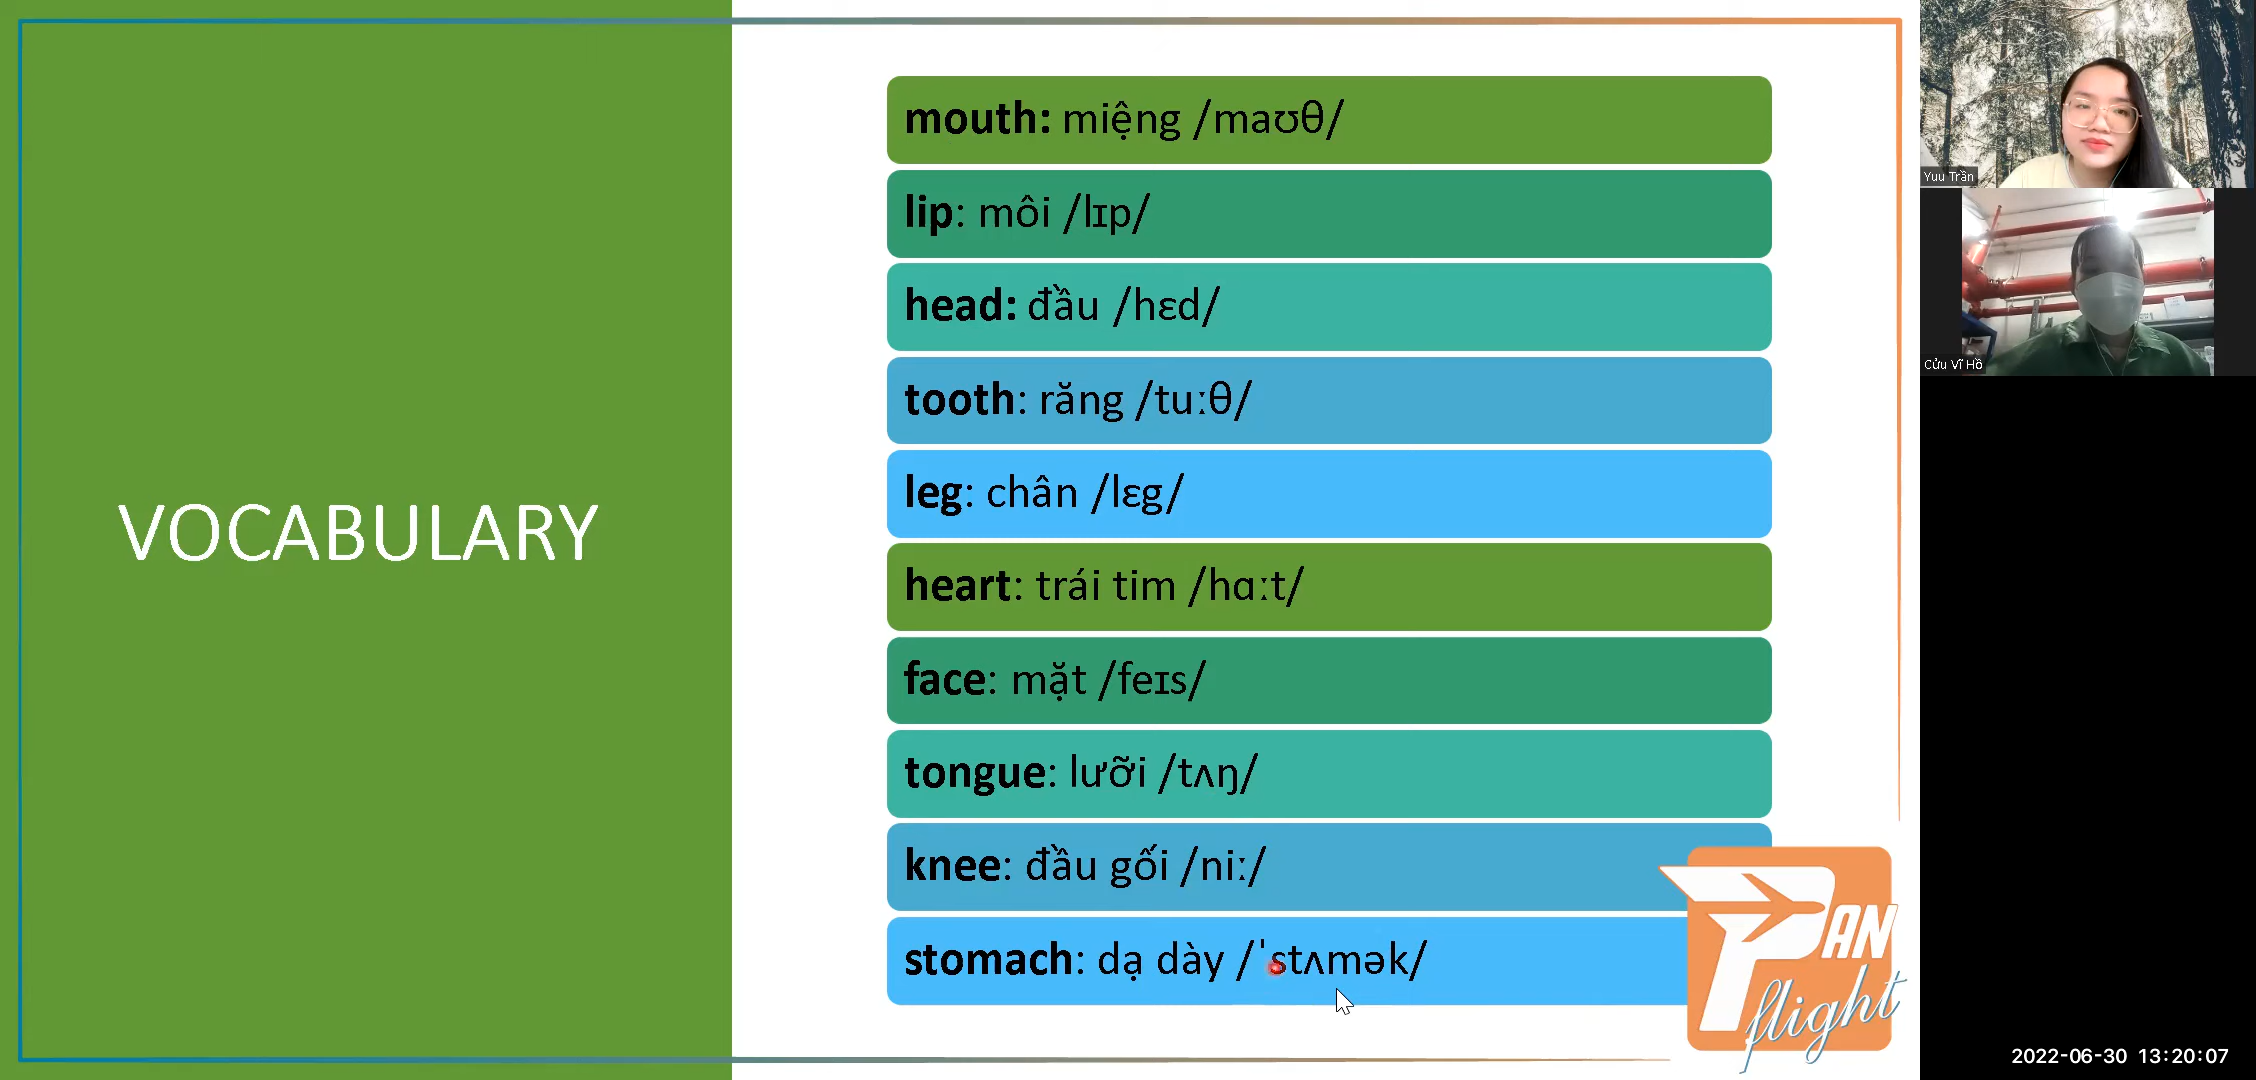 VOCABULARY
mouth: miệng /maʊθ/
lip: môi /lɪp/
head: đầu /hɛd/
tooth: răng /tuːθ/
leg: chân /lɛg/
heart: trái tim /hɑːt/
face: mặt /feɪs/
tongue: lưỡi /tʌŋ/
knee: đầu gối /niː/
stomach: dạ dày /ˈstʌmək/
PAN
flight
Yuu Trần
Cửu Vĩ Hồ
2022-06-30 13:20:07